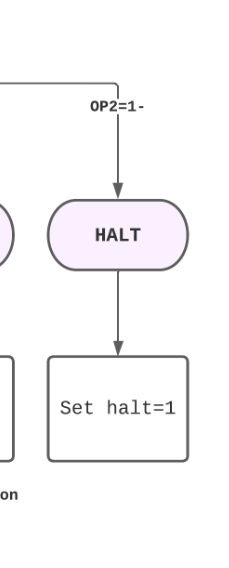 OP2=1-
HALT
Set halt=1
on